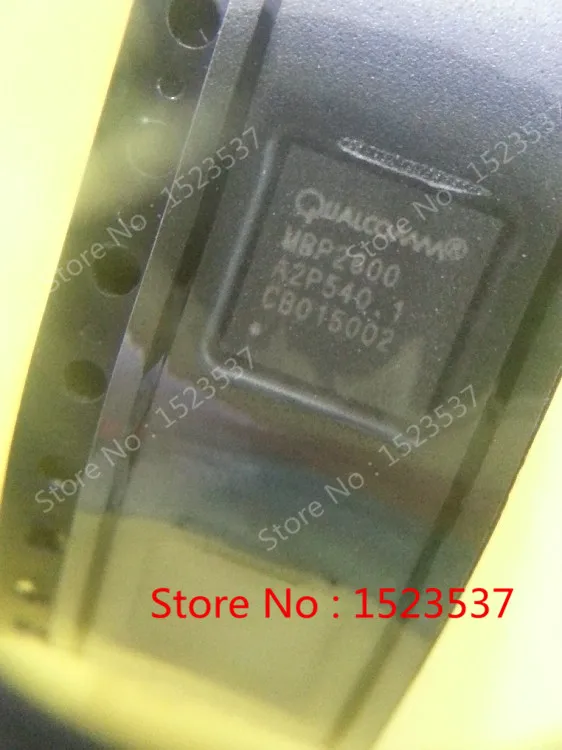 Store No : 1523537
Store No : 1523537
QUALCOMM®
MBP2600
A2P540.1
CB015002
Store No : 1523537
Store No : 1523537
Store No : 1523537
Store No : 1523537